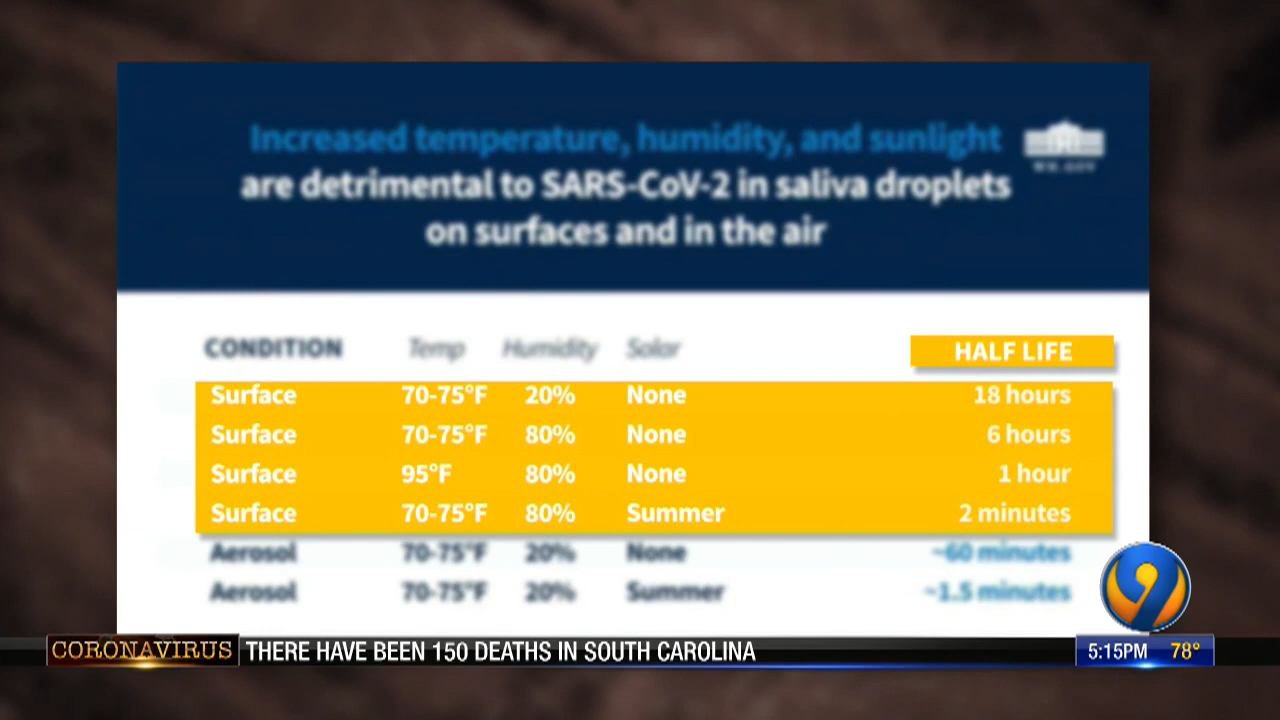 Increased temperature, humidity, and sunlight
are detrimental to SARS-CoV-2 in saliva droplets
on surfaces and in the air
WH.GOV
CONDITION Temp Humidity Solar HALF LIFE
Surface 70-75°F 20% None 18 hours
Surface 70-75°F 80% None 6 hours
Surface 95°F 80% None 1 hour
Surface 70-75°F 80% Summer 2 minutes
Aerosol 70-75°F 20% None ~60 minutes
Aerosol 70-75°F 20% Summer ~1.5 minutes
9
CORONAVIRUS THERE HAVE BEEN 150 DEATHS IN SOUTH CAROLINA 5:15PM 78°